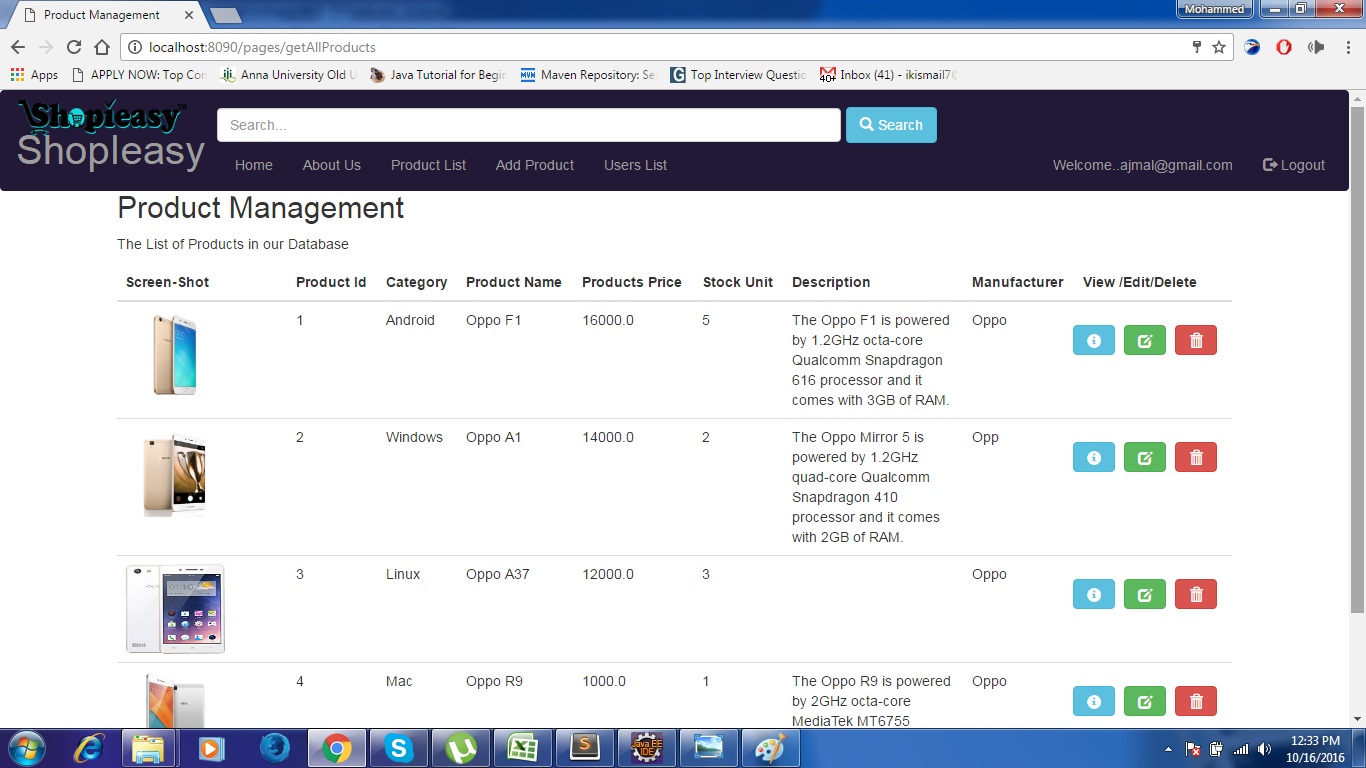 Product Management
Mohammed
localhost:8090/pages/getAllProducts
Apps APPLY NOW: Top Con Anna University Old U Java Tutorial for Begin Maven Repository: Se Top Interview Questio Inbox (41) - ikismail7@
Shopieasy™
Search...
Search
Shopleasy
Home About Us Product List Add Product Users List Welcome..ajmal@gmail.com Logout
Product Management
The List of Products in our Database
Screen-Shot Product Id Category Product Name Products Price Stock Unit Description Manufacturer View /Edit/Delete
1 Android Oppo F1 16000.0 5 The Oppo F1 is powered Oppo
by 1.2GHz octa-core
Qualcomm Snapdragon
616 processor and it
comes with 3GB of RAM.
2 Windows Oppo A1 14000.0 2 The Oppo Mirror 5 is Opp
powered by 1.2GHz
quad-core Qualcomm
Snapdragon 410
processor and it comes
with 2GB of RAM.
3 Linux Oppo A37 12000.0 3 Oppo
4 Mac Oppo R9 1000.0 1 The Oppo R9 is powered Oppo
by 2GHz octa-core
MediaTek MT6755
Java EE
IDE
12:33 PM
10/16/2016